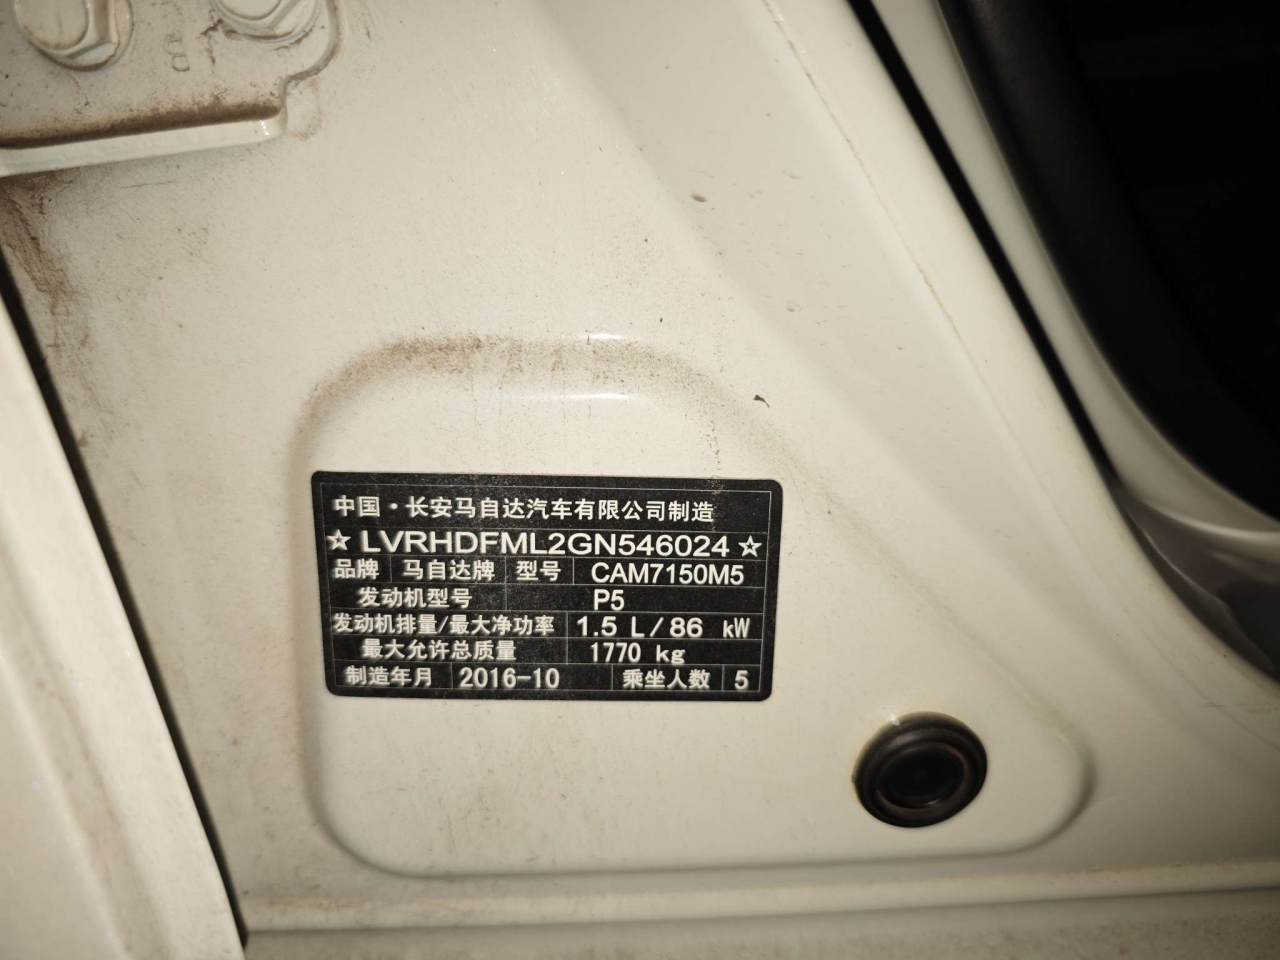 中国·长安马自达汽车有限公司制造
☆ LVRHDFML2GN546024 ☆
品牌 马自达牌 型号 CAM7150M5
发动机型号 P5
发动机排量/最大净功率 1.5 L/86 kW
最大允许总质量 1770 kg
制造年月 2016-10 乘坐人数 5